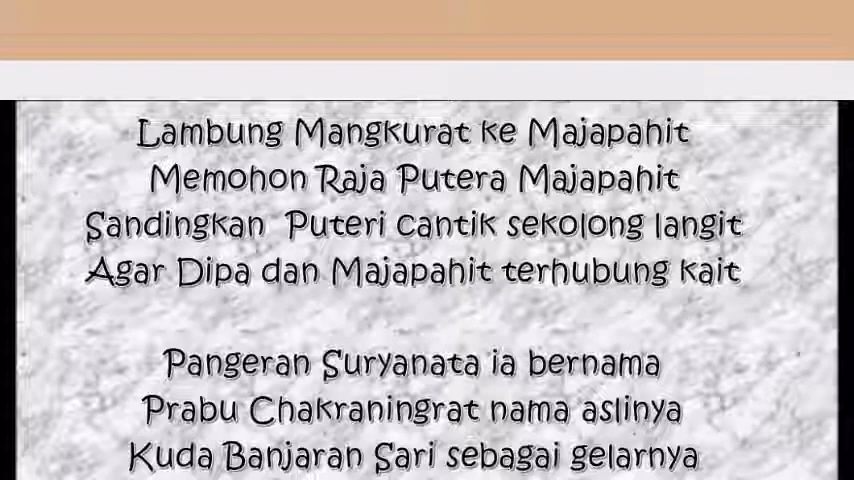 Lambung Mangkurat ke Majapahit
Memohon Raja Putera Majapahit
Sandingkan Puteri cantik sekolong langit
Agar Dipa dan Majapahit terhubung kait
Pangeran Suryanata ia bernama
Prabu Chakraningrat nama aslinya
Kuda Banjaran Sari sebagai gelarnya